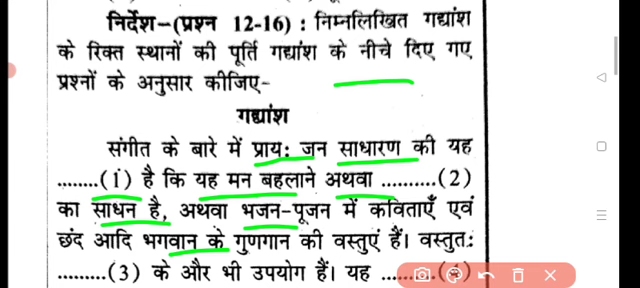 निर्देश–(प्रश्न 12-16) : निम्नलिखित गद्यांश
के रिक्त स्थानों की पूर्ति गद्यांश के नीचे दिए गए
प्रश्नों के अनुसार कीजिए-
गद्यांश
संगीत के बारे में प्रायः जन साधारण की यह
........(1) है कि यह मन बहलाने अथवा ..........(2)
का साधन है, अथवा भजन-पूजन में कविताएँ एवं
छंद आदि भगवान के गुणगान की वस्तुएं हैं। वस्तुतः
.........(3) के और भी उपयोग हैं। यह ..........(4)